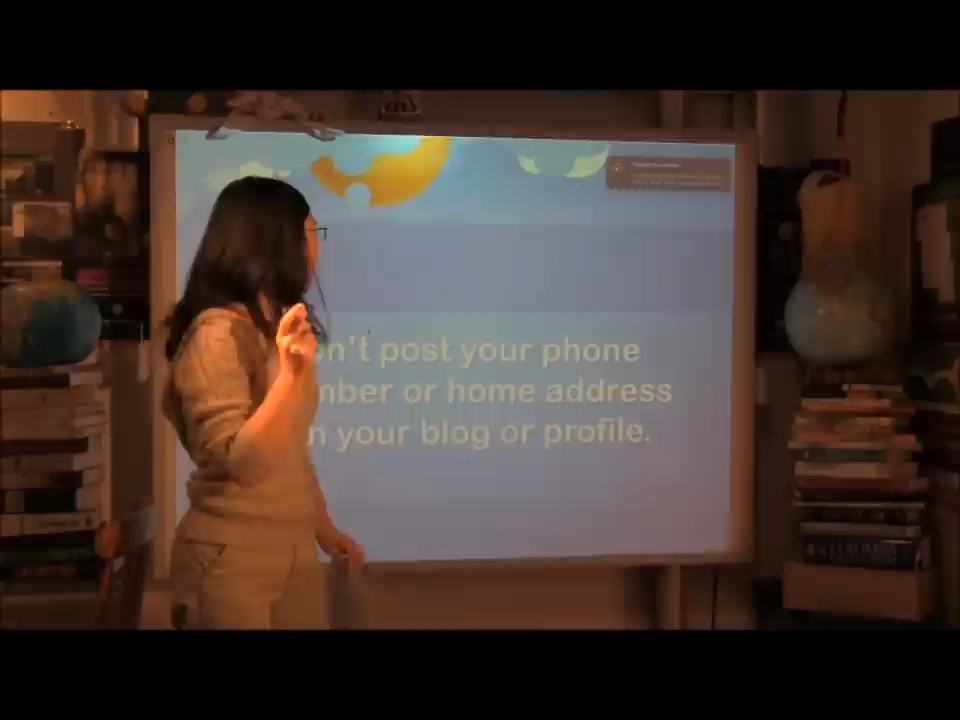 n't post your phone
mber or home address
n your blog or profile.